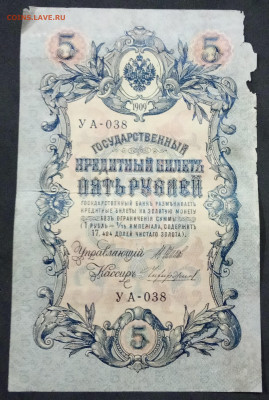 COINS.LAVE.RU
5 5
1909
УА-038
ГОСУДАРСТВЕННЫЙ
КРЕДИТНЫЙ БИЛЕТЪ
ПЯТЬ РУБЛЕЙ
ГОСУДАРСТВЕННЫЙ БАНКЪ РАЗМѢНИВАЕТЪ
КРЕДИТНЫЕ БИЛЕТЫ НА ЗОЛОТУЮ МОНЕТУ
БЕЗЪ ОГРАНИЧЕНІЯ СУММЫ
(1 РУБЛЬ = 1/15 ИМПЕРІАЛА, СОДЕРЖИТЪ
17,424 ДОЛЕЙ ЧИСТАГО ЗОЛОТА).
Управляющій
Кассиръ
УА-038
5